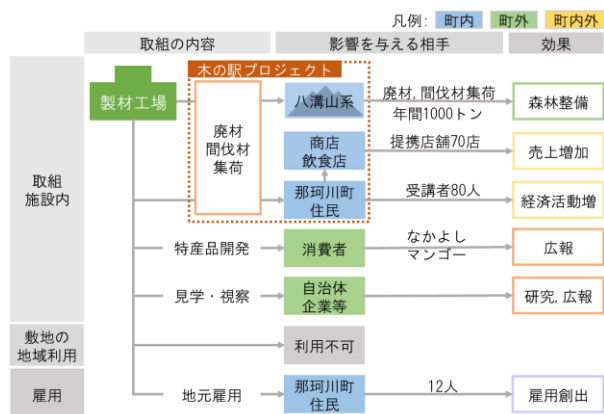 凡例: 町内 町外 町内外
取組の内容 影響を与える相手 効果
木の駅プロジェクト
製材工場
廃材
間伐材
集荷
八溝山系
廃材, 間伐材集荷
年間1000トン
森林整備
商店
飲食店
提携店舗70店
売上増加
取組
施設内
那珂川町
住民
受講者80人
経済活動増
特産品開発
消費者
なかよし
マンゴー
広報
見学・視察
自治体
企業等
研究, 広報
敷地の
地域利用
利用不可
雇用
地元雇用
那珂川町
住民
12人
雇用創出